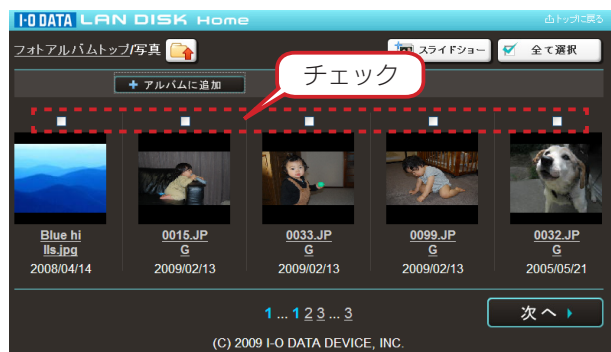 I-O DATA LAN DISK Home
トップに戻る
フォトアルバムトップ/写真
スライドショー
全て選択
チェック
+ アルバムに追加
Blue hi
lls.jpg
2008/04/14
0015.JP
G
2009/02/13
0033.JP
G
2009/02/13
0099.JP
G
2009/02/13
0032.JP
G
2005/05/21
1 ... 1 2 3 ... 3
次へ
(C) 2009 I-O DATA DEVICE, INC.